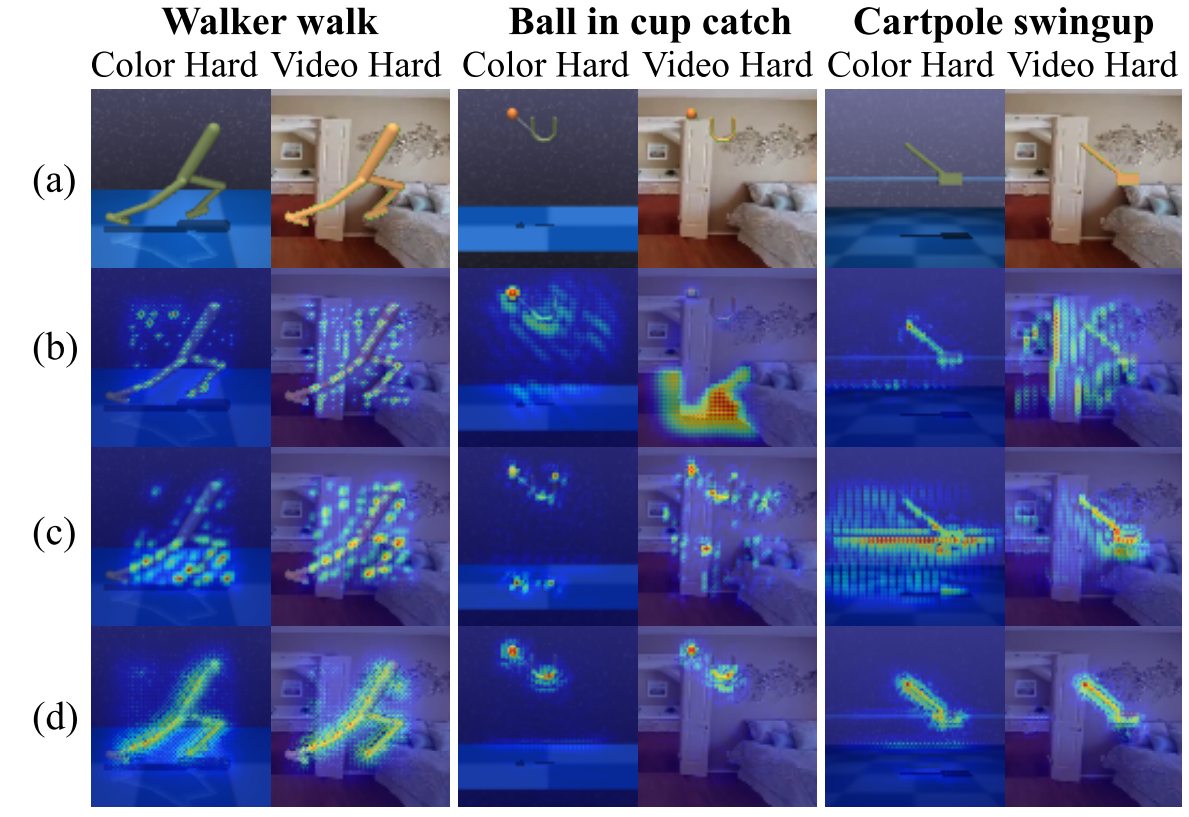 Walker walk Ball in cup catch Cartpole swingup
Color Hard Video Hard Color Hard Video Hard Color Hard Video Hard
(a)
(b)
(c)
(d)